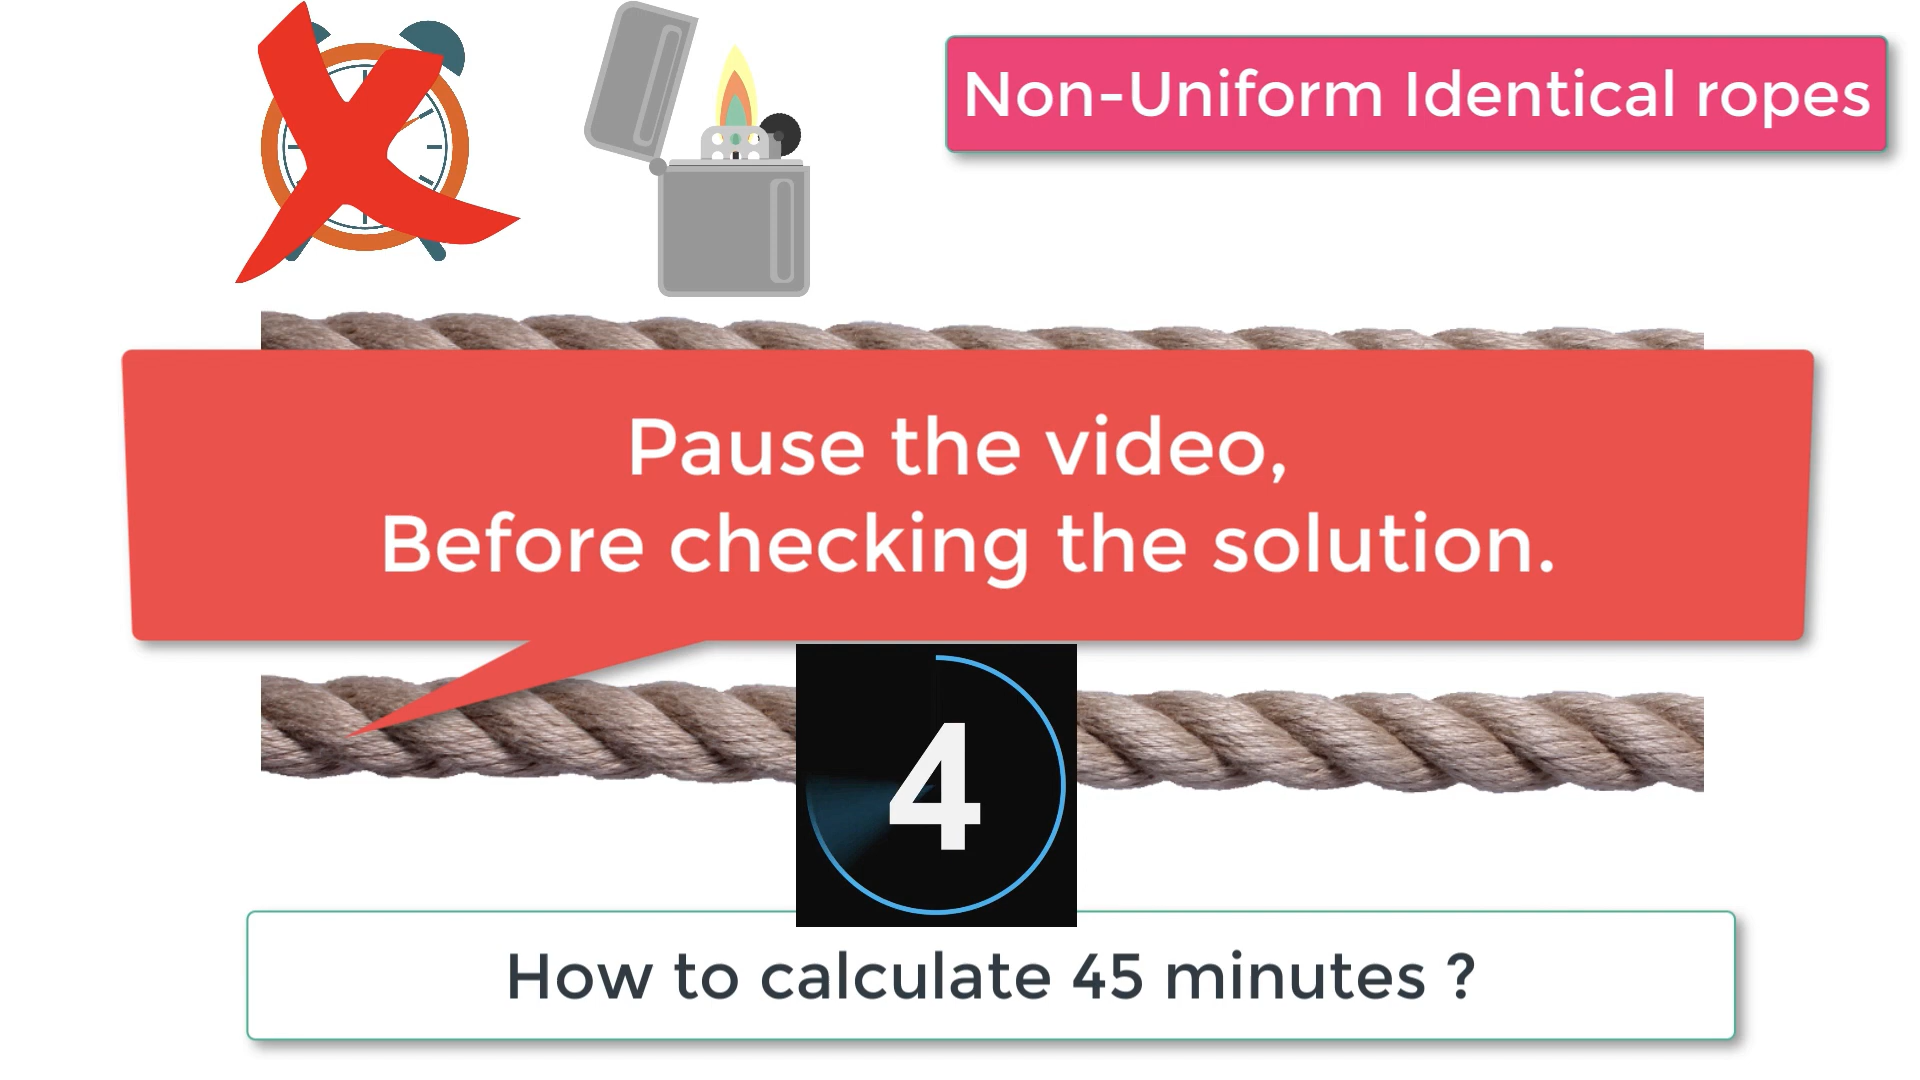 Non-Uniform Identical ropes
Pause the video,
Before checking the solution.
4
How to calculate 45 minutes ?